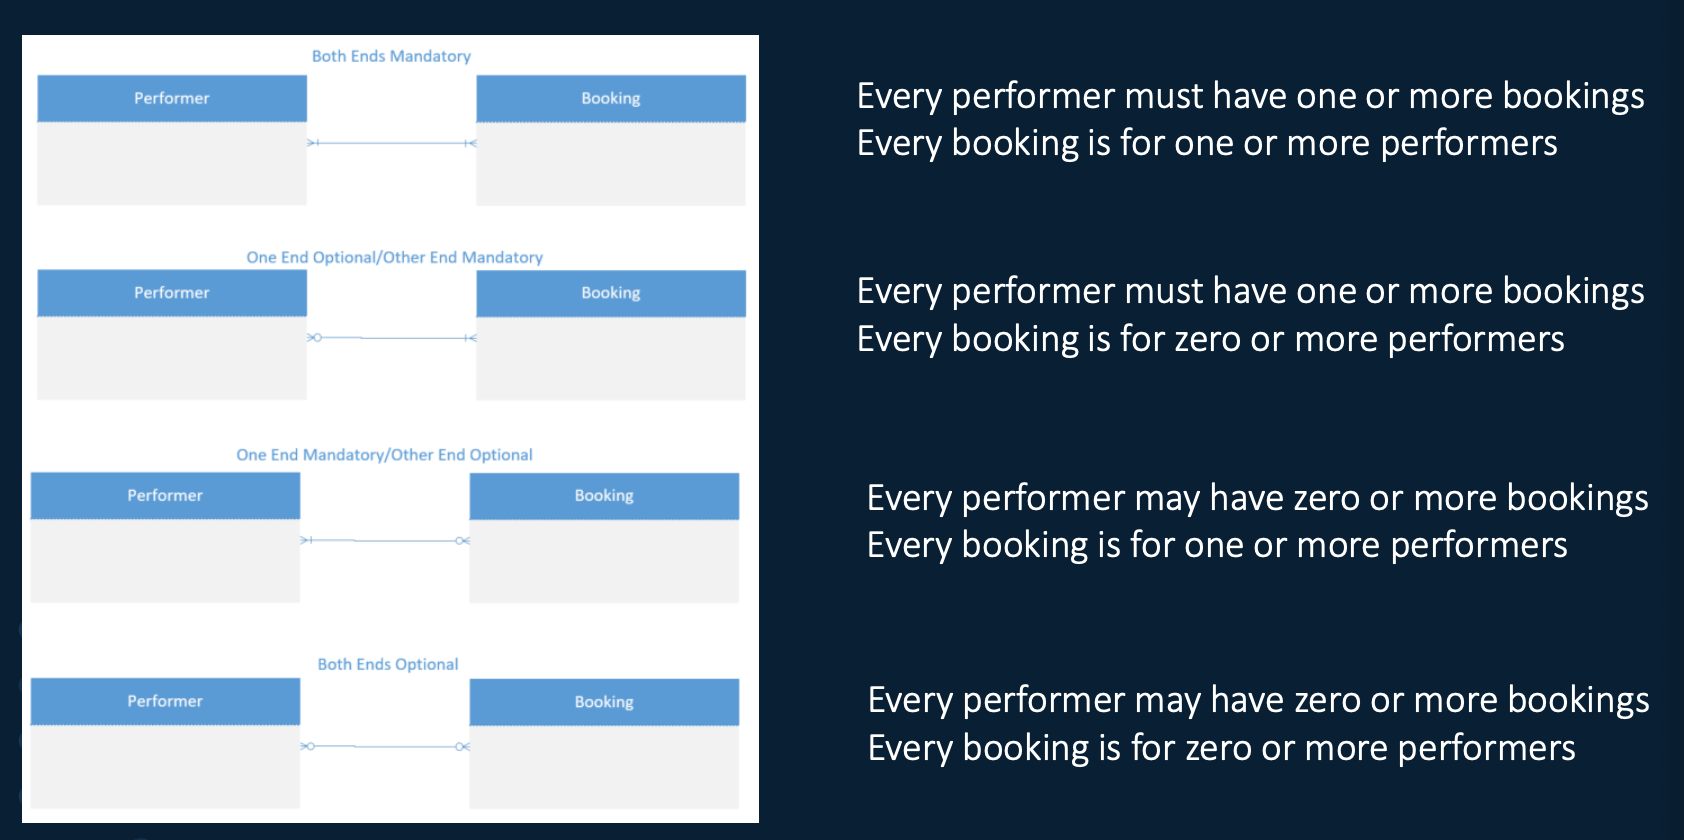 Both Ends Mandatory
Performer
Booking
Every performer must have one or more bookings
Every booking is for one or more performers
One End Optional/Other End Mandatory
Performer
Booking
Every performer must have one or more bookings
Every booking is for zero or more performers
One End Mandatory/Other End Optional
Performer
Booking
Every performer may have zero or more bookings
Every booking is for one or more performers
Both Ends Optional
Performer
Booking
Every performer may have zero or more bookings
Every booking is for zero or more performers